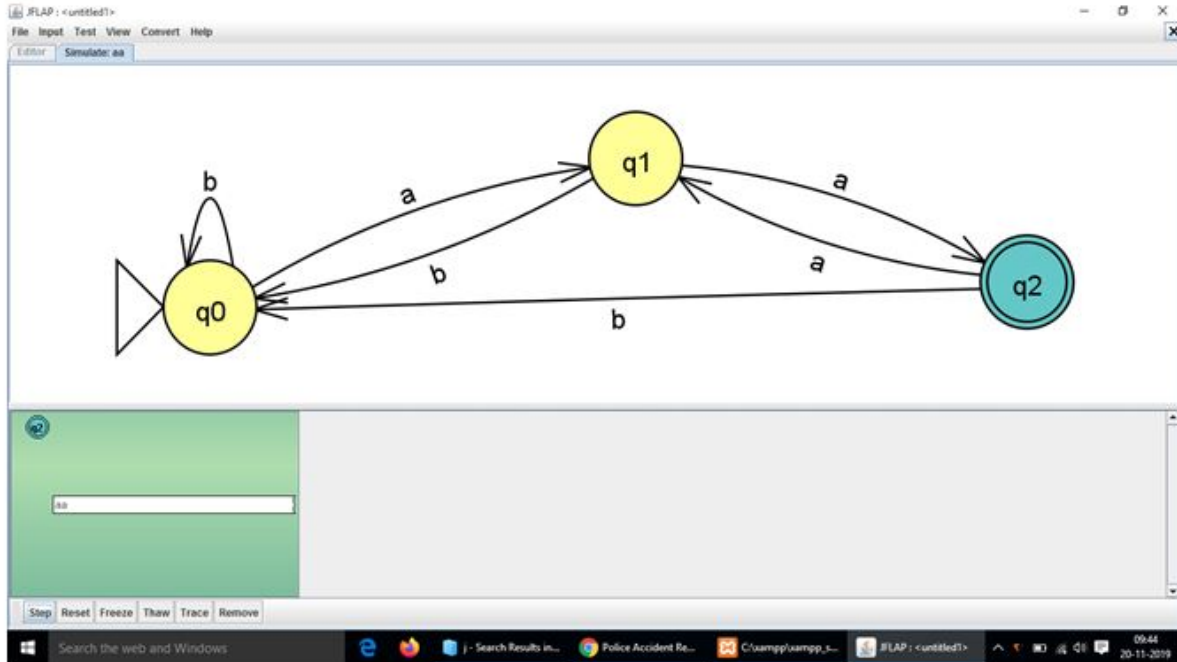 JFLAP : <untitled1>
File Input Test View Convert Help
Editor Simulate: aa
q1
b
a
a
b
a
q0
q2
b
q2
aa
Step Reset Freeze Thaw Trace Remove
Search the web and Windows
j - Search Results in...
Police Accident Re...
C:\xampp\xampp_s...
JFLAP : <untitled1>
09:44
20-11-2019